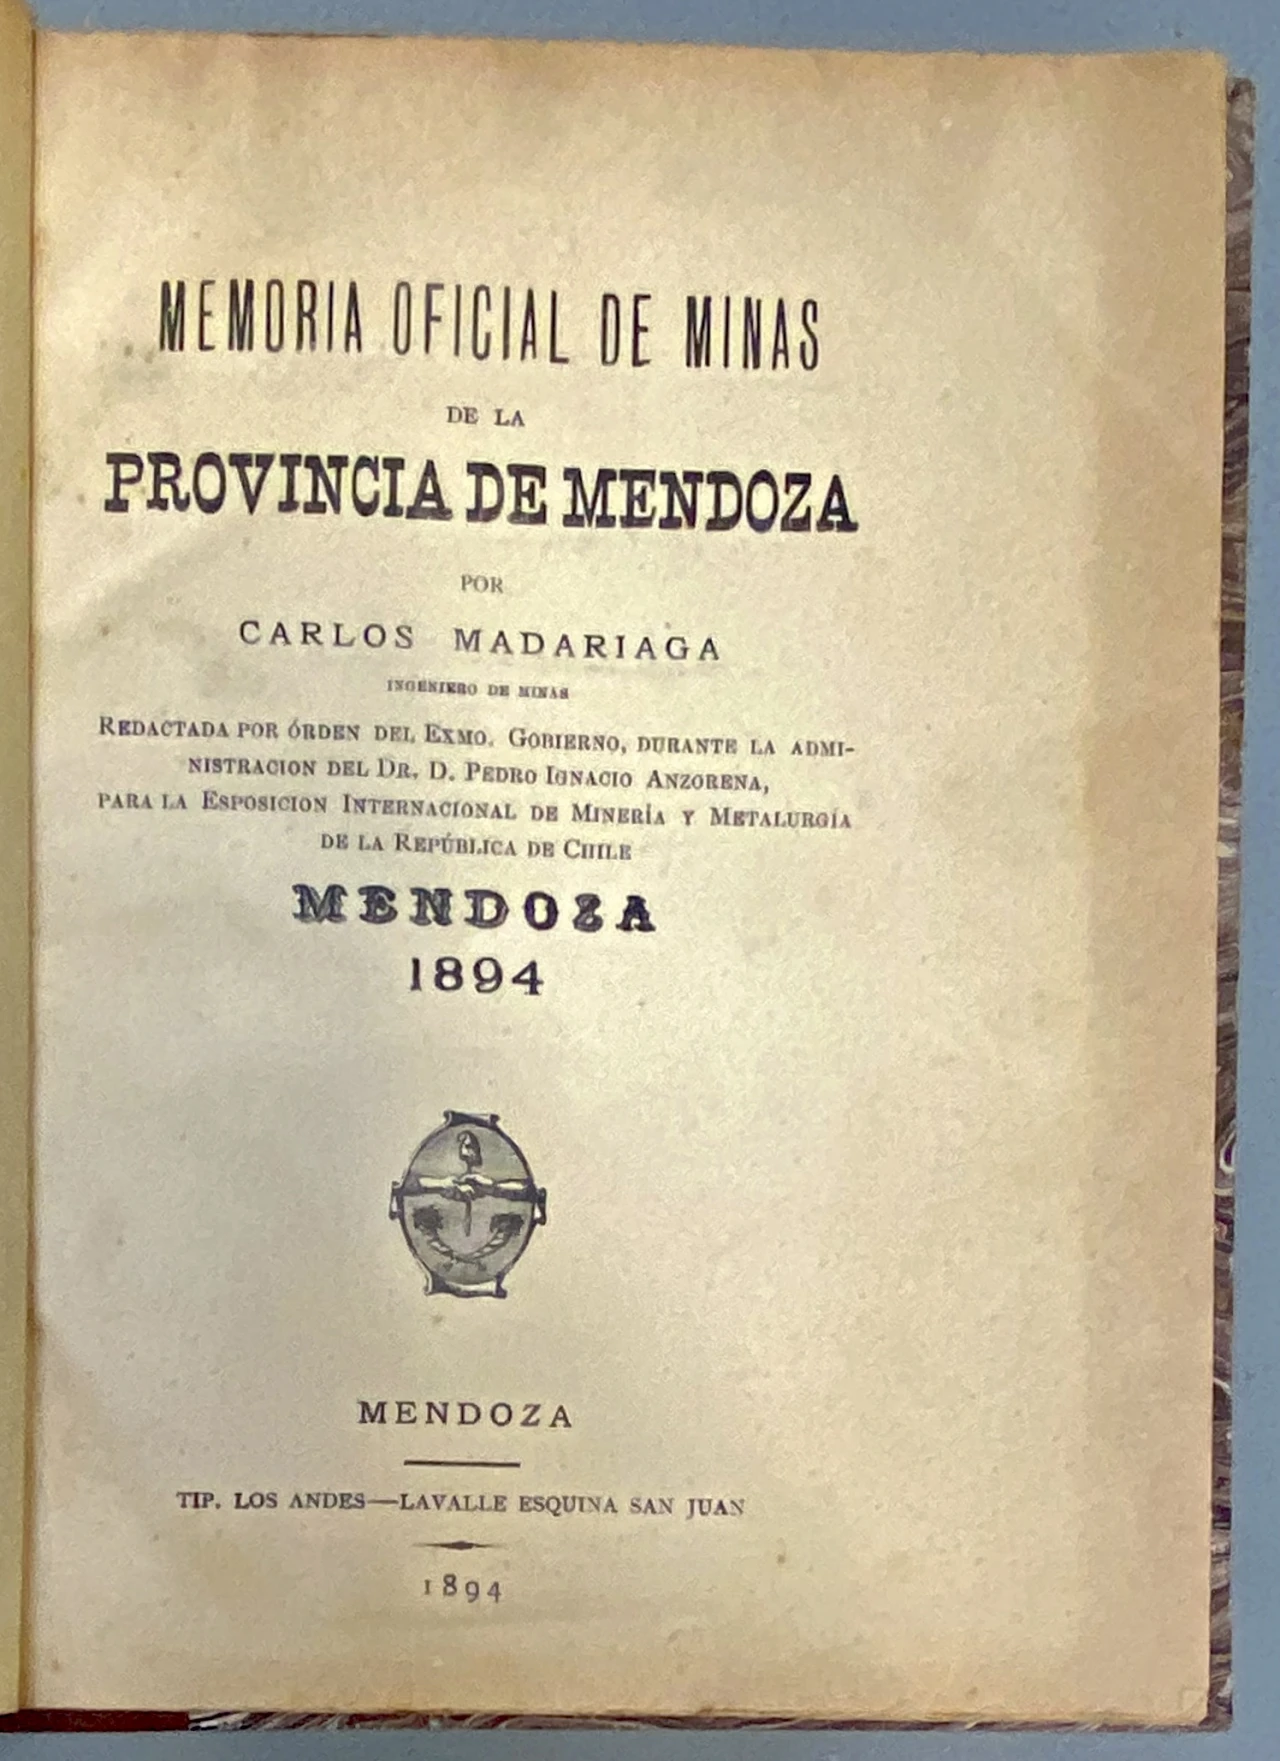 MEMORIA OFICIAL DE MINAS
DE LA
PROVINCIA DE MENDOZA
POR
CARLOS MADARIAGA
INGENIERO DE MINAS
REDACTADA POR ÓRDEN DEL EXMO. GOBIERNO, DURANTE LA ADMI-
NISTRACION DEL DR. D. PEDRO IGNACIO ANZORENA,
PARA LA ESPOSICION INTERNACIONAL DE MINERÍA Y METALURGÍA
DE LA REPÚBLICA DE CHILE
MENDOZA
1894
MENDOZA
TIP. LOS ANDES—LAVALLE ESQUINA SAN JUAN
1894